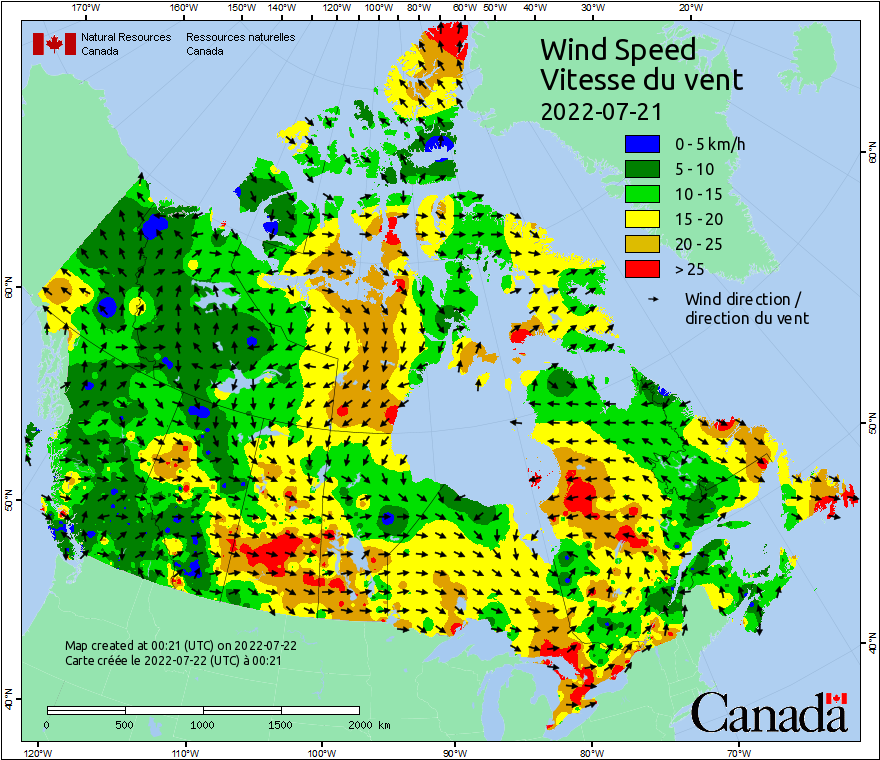 170°W 160°W 150°W 140°W 120°W 110°W 100°W 80°W 60°W 50°W 40°W 30°W 20°W
Natural Resources Ressources naturelles
Canada Canada
Wind Speed
Vitesse du vent
2022-07-21
0 - 5 km/h
5 - 10
10 - 15
15 - 20
20 - 25
> 25
Wind direction /
direction du vent
60°N
60°N
50°N
50°N
40°N
40°N
Map created at 00:21 (UTC) on 2022-07-22
Carte créée le 2022-07-22 (UTC) à 00:21
0 500 1000 1500 2000 km
Canada
120°W 110°W 100°W 90°W 80°W 70°W